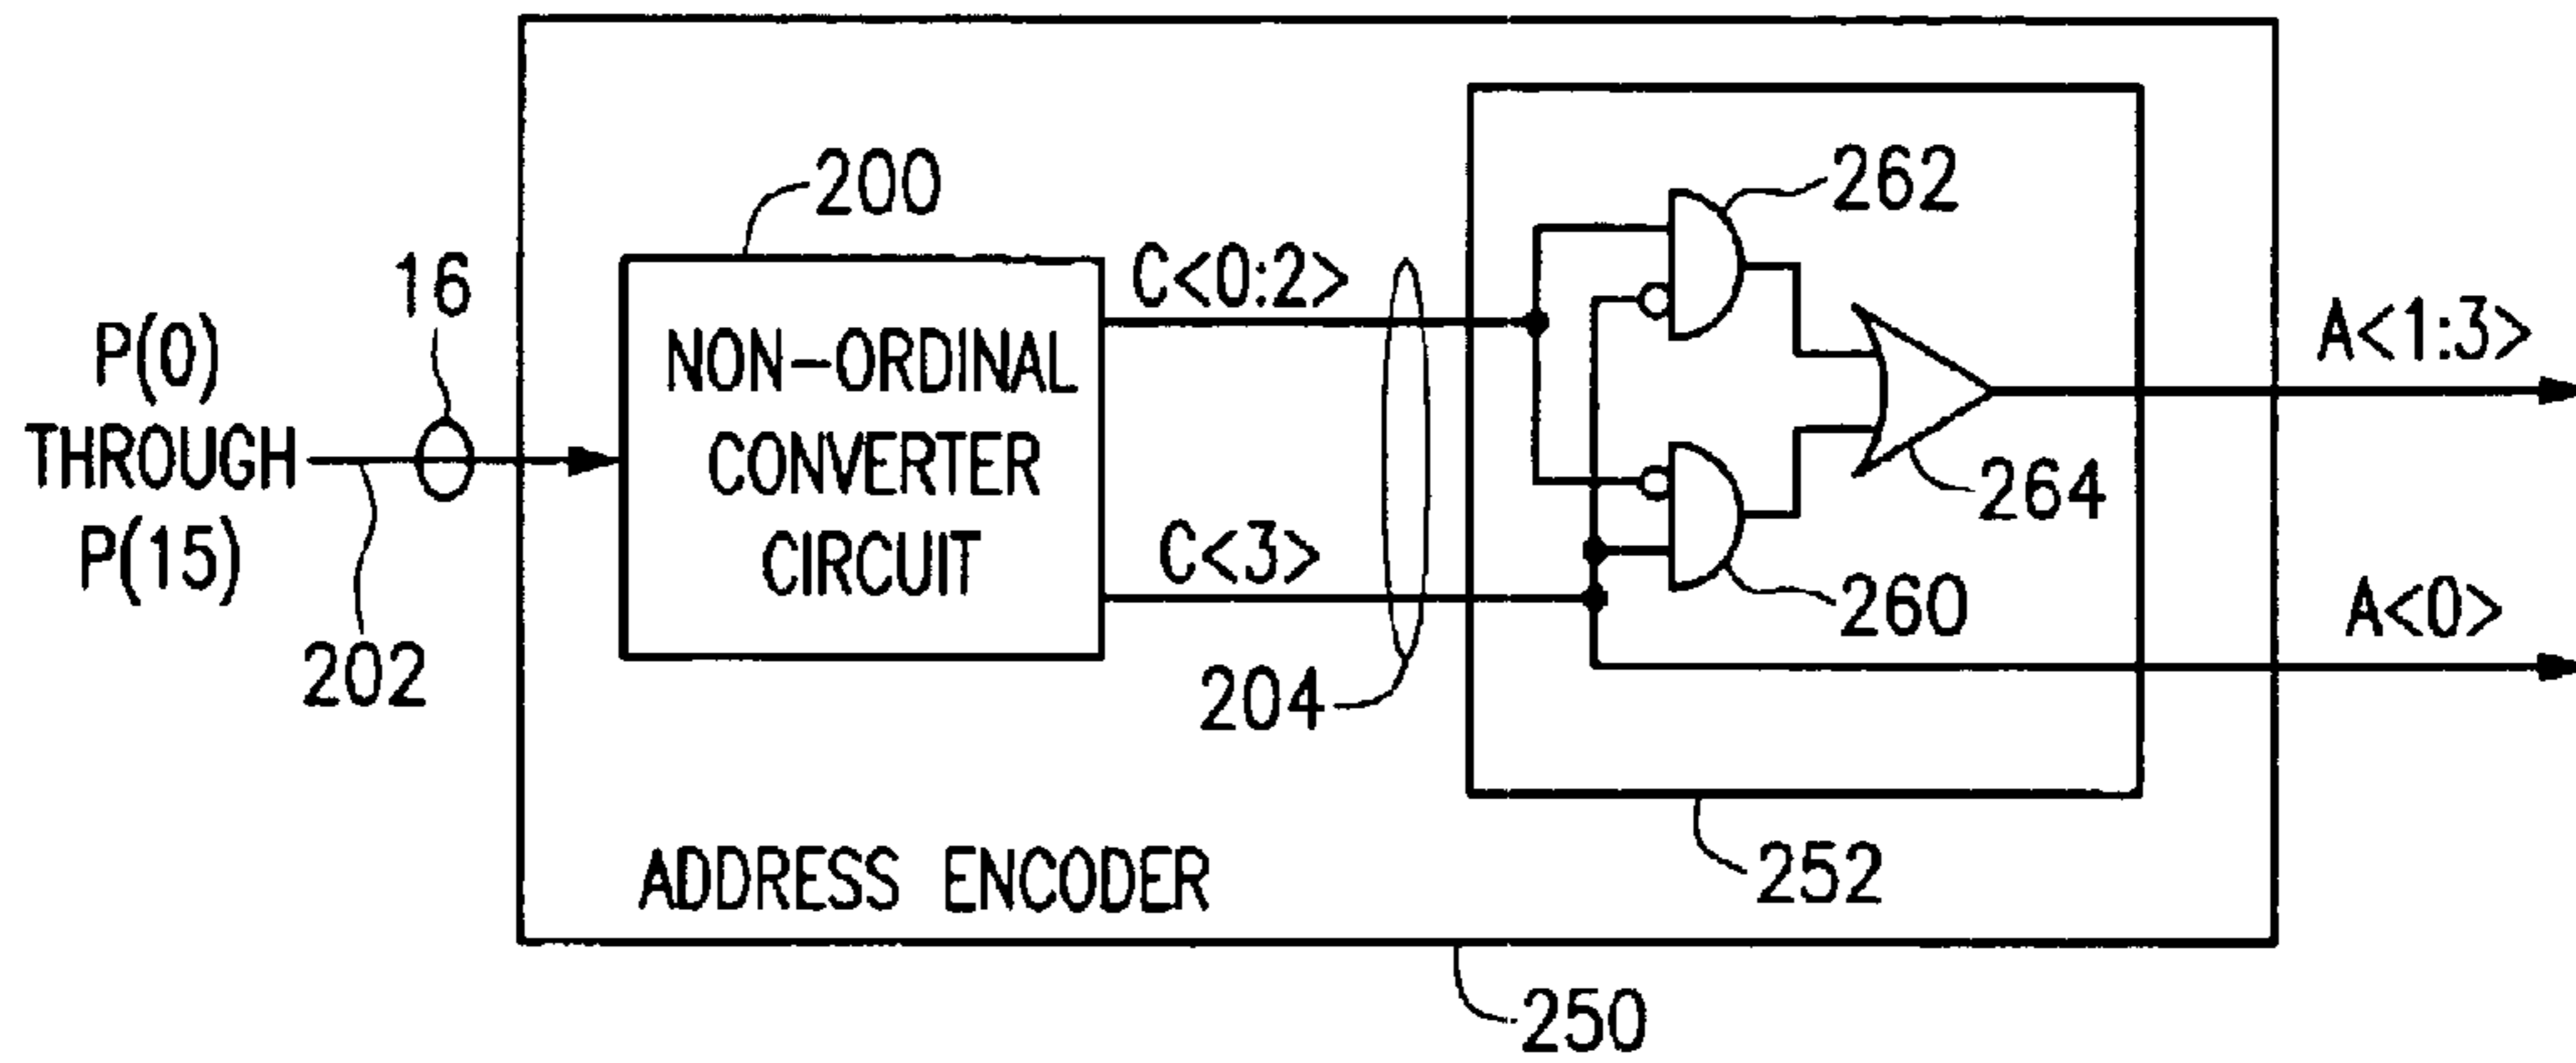 P(0)
THROUGH
P(15)
16
202
200
NON-ORDINAL
CONVERTER
CIRCUIT
C<0:2>
C<3>
204
262
260
264
252
A<1:3>
A<0>
ADDRESS ENCODER
250